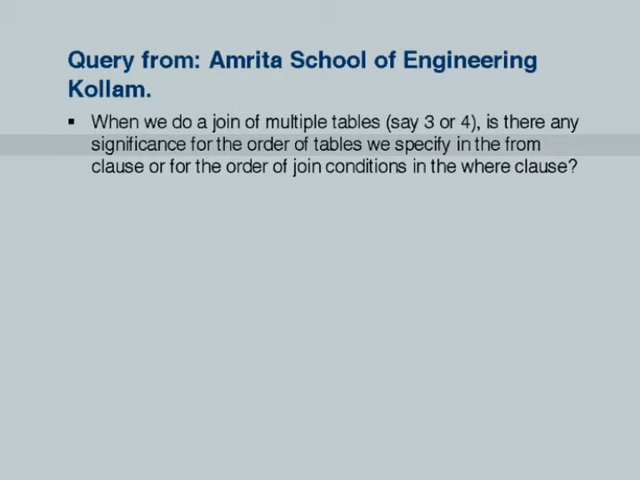 Query from: Amrita School of Engineering
Kollam.
▪ When we do a join of multiple tables (say 3 or 4), is there any
significance for the order of tables we specify in the from
clause or for the order of join conditions in the where clause?